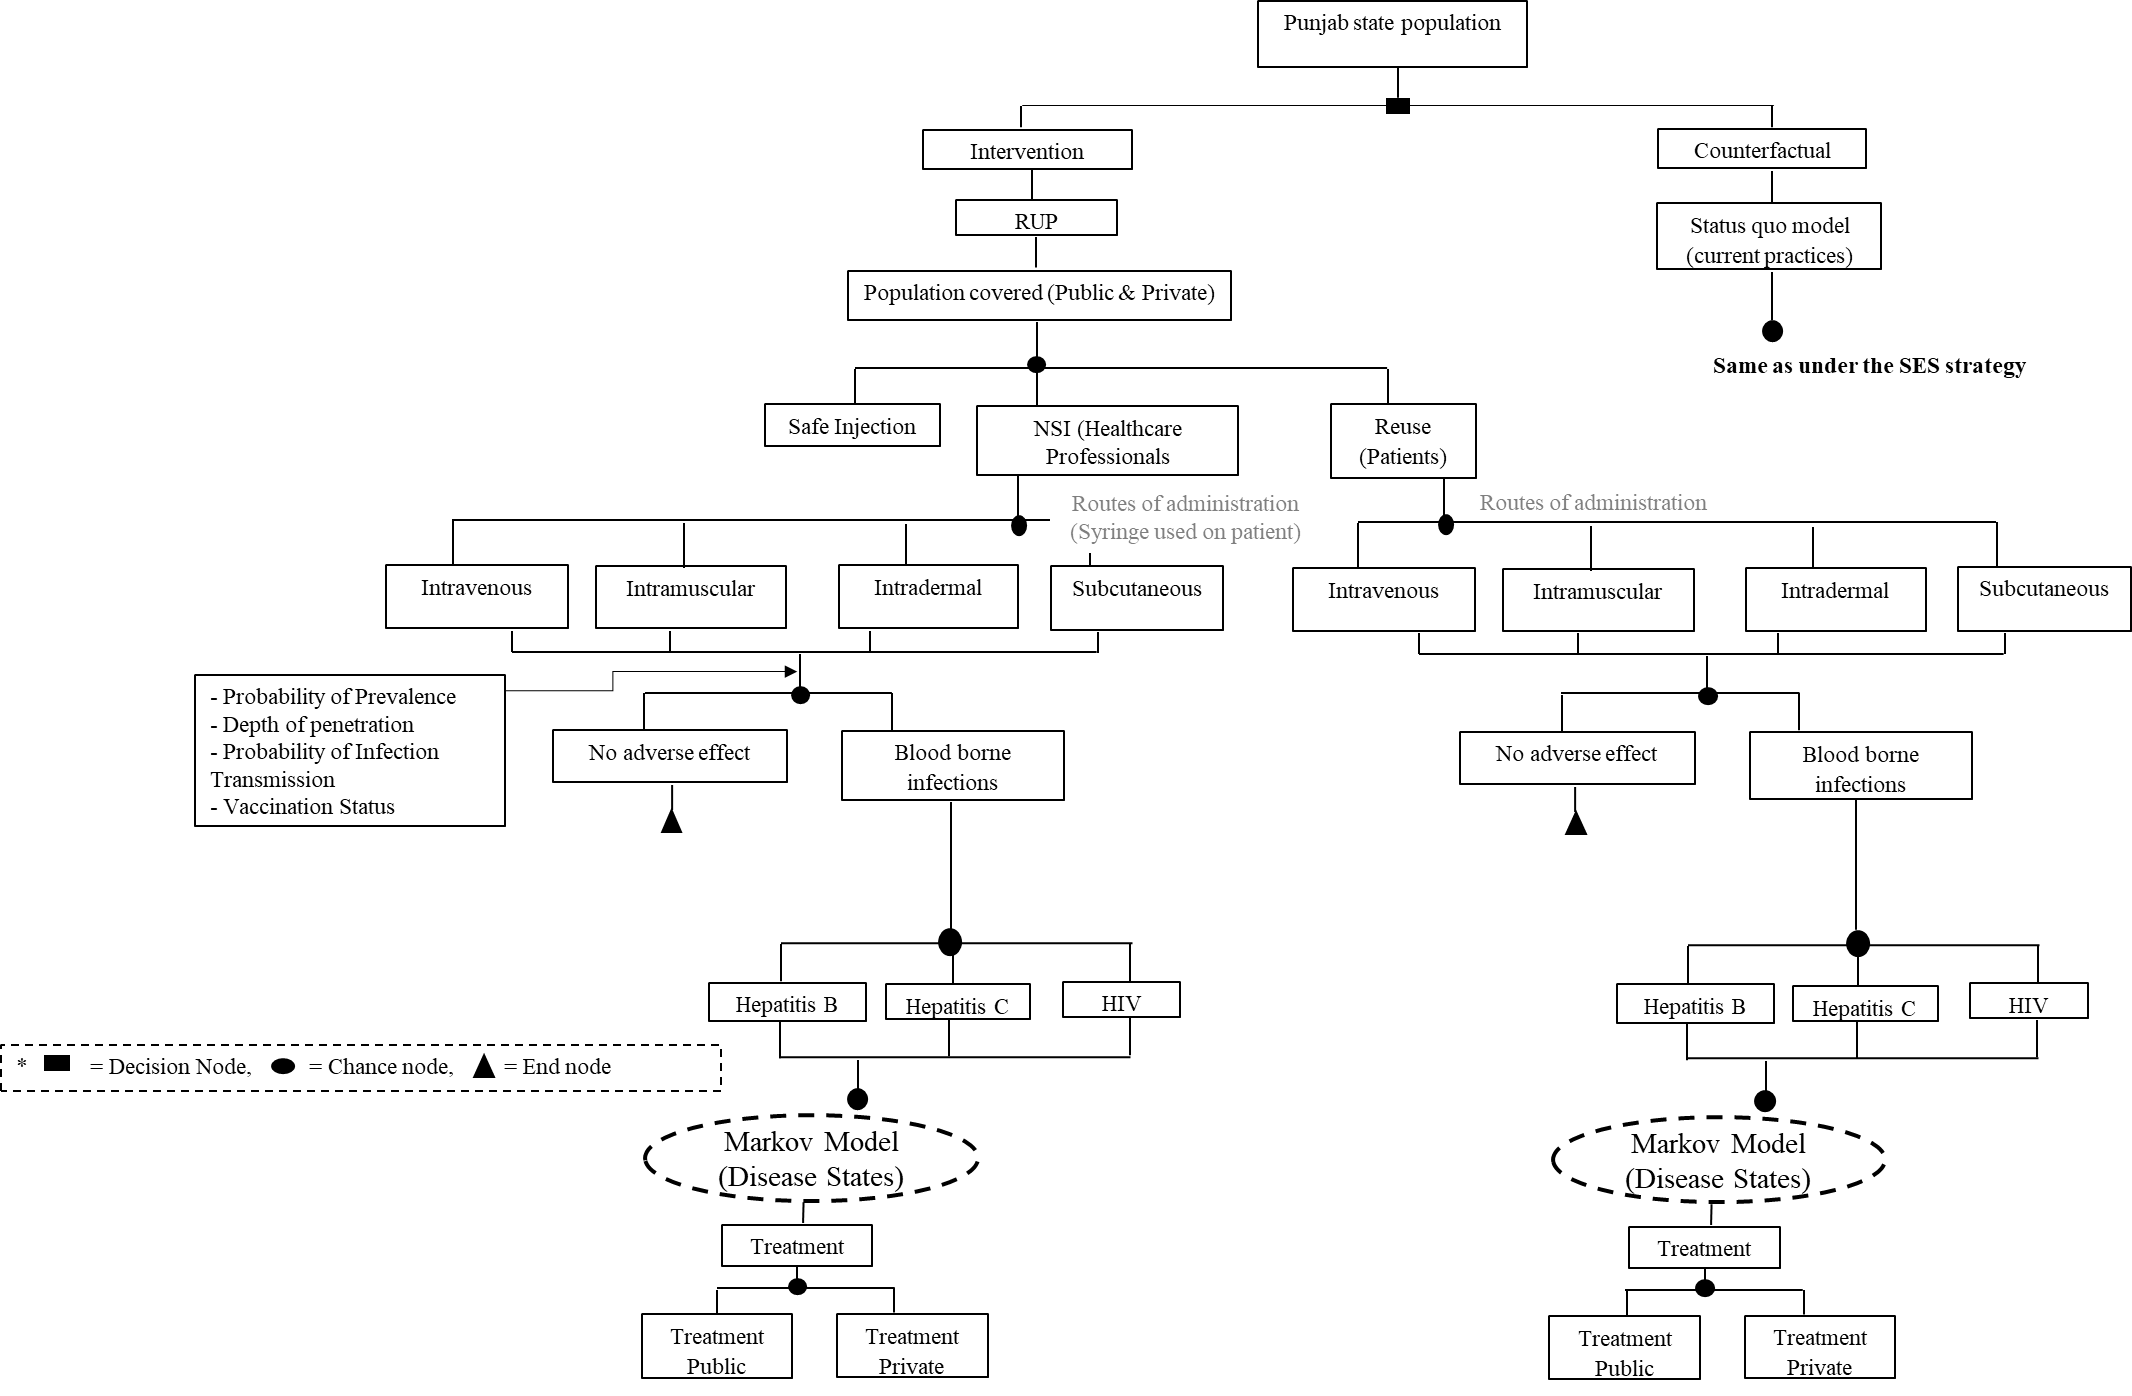 Punjab state population
Intervention
Counterfactual
RUP
Status quo model
(current practices)
Population covered (Public & Private)
Same as under the SES strategy
Safe Injection
NSI (Healthcare
Professionals
Reuse
(Patients)
Routes of administration
(Syringe used on patient)
Routes of administration
Intravenous
Intramuscular
Intradermal
Subcutaneous
Intravenous
Intramuscular
Intradermal
Subcutaneous
- Probability of Prevalence
- Depth of penetration
- Probability of Infection
Transmission
- Vaccination Status
No adverse effect
Blood borne
infections
No adverse effect
Blood borne
infections
Hepatitis B
Hepatitis C
HIV
Hepatitis B
Hepatitis C
HIV
* = Decision Node, = Chance node, = End node
Markov Model
(Disease States)
Markov Model
(Disease States)
Treatment
Treatment
Treatment
Public
Treatment
Private
Treatment
Public
Treatment
Private